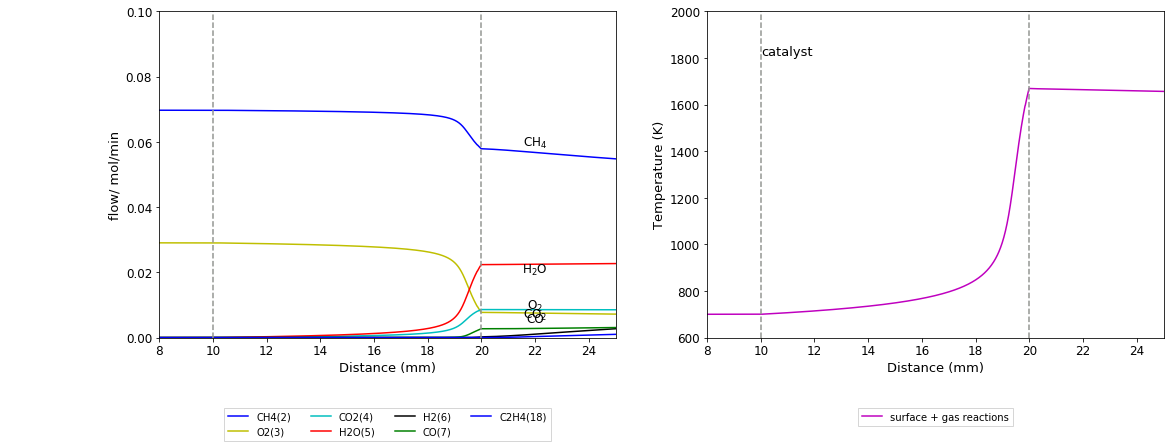 0.10
0.08
0.06
0.04
0.02
0.00
flow/ mol/min
8 10 12 14 16 18 20 22 24
Distance (mm)
CH4
H2O
O2
CO2
CO
CH4(2) CO2(4) H2(6) C2H4(18)
O2(3) H2O(5) CO(7)
2000
1800
1600
1400
1200
1000
800
600
Temperature (K)
catalyst
8 10 12 14 16 18 20 22 24
Distance (mm)
surface + gas reactions